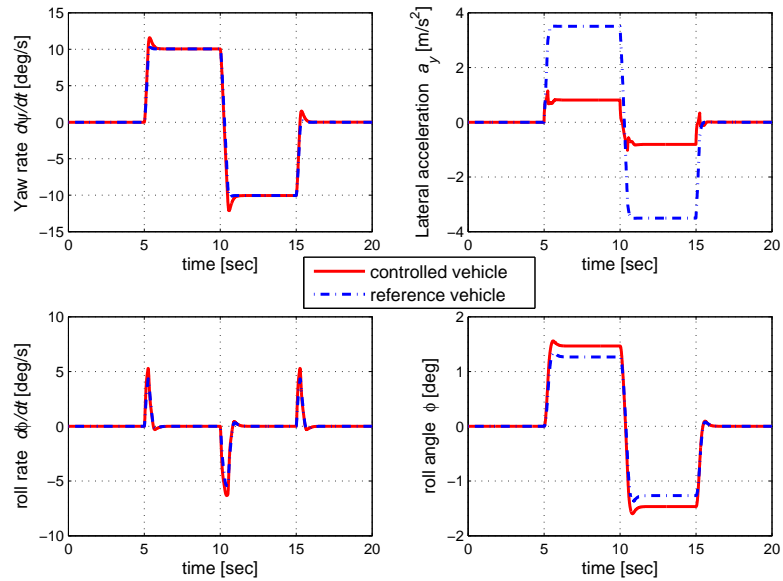 15
10
5
0
−5
−10
−15
0 5 10 15 20
time [sec]
Yaw rate dψ/dt [deg/s]
4
2
0
−2
−4
0 5 10 15 20
time [sec]
Lateral acceleration a_y [m/s²]
controlled vehicle
reference vehicle
10
5
0
−5
−10
0 5 10 15 20
time [sec]
roll rate dϕ/dt [deg/s]
2
1
0
−1
−2
0 5 10 15 20
time [sec]
roll angle ϕ [deg]